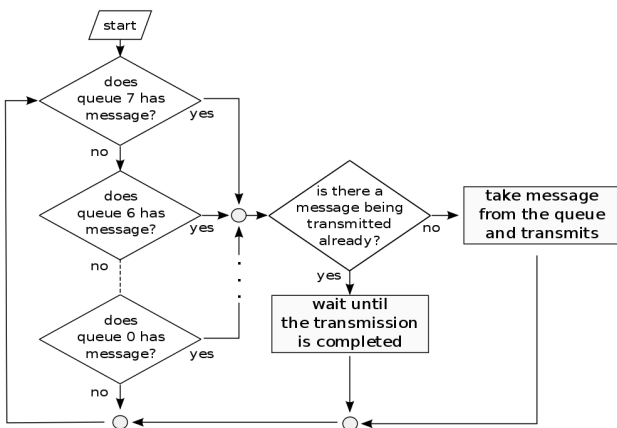 start
does
queue 7 has
message?
yes
no
does
queue 6 has
message?
yes
no
does
queue 0 has
message?
yes
no
is there a
message being
transmitted
already?
no
yes
take message
from the queue
and transmits
wait until
the transmission
is completed